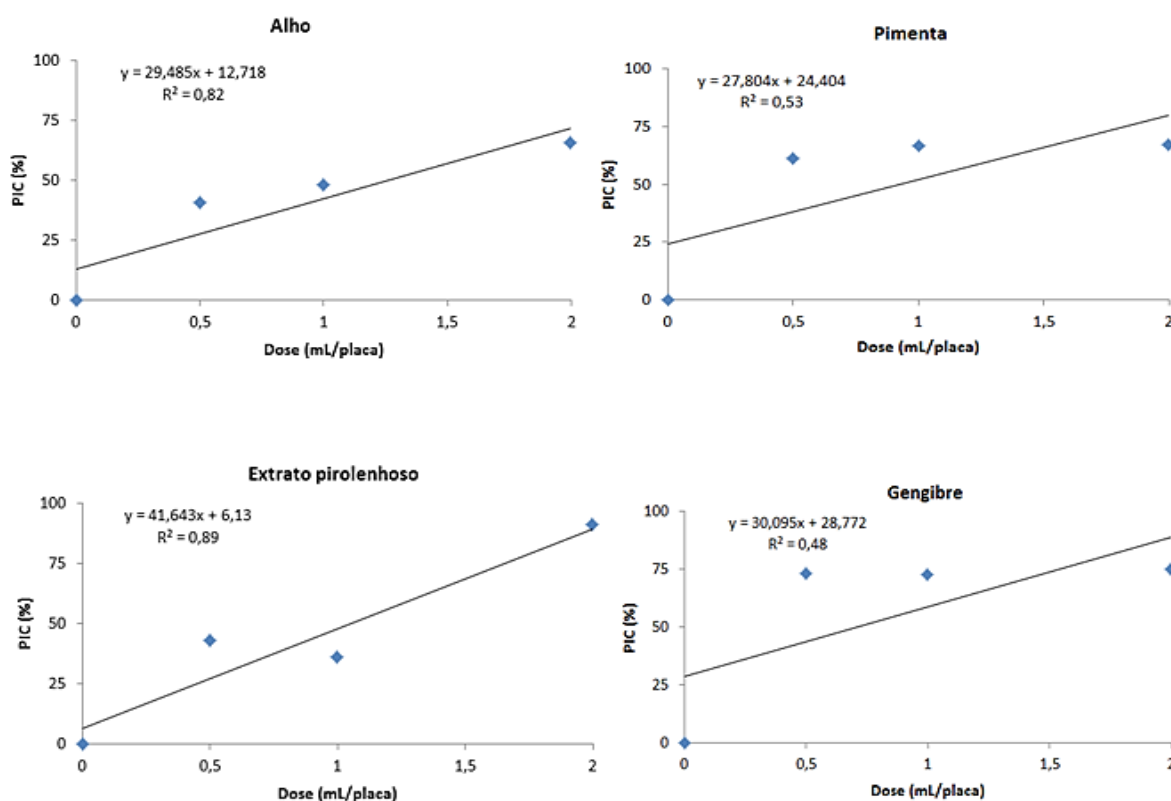 Alho
y = 29,485x + 12,718
R² = 0,82
PIC (%)
100
75
50
25
0
0 0,5 1 1,5 2
Dose (mL/placa)
Pimenta
y = 27,804x + 24,404
R² = 0,53
PIC (%)
100
75
50
25
0
0 0,5 1 1,5 2
Dose (mL/placa)
Extrato pirolenhoso
y = 41,643x + 6,13
R² = 0,89
PIC (%)
100
75
50
25
0
0 0,5 1 1,5 2
Dose (mL/placa)
Gengibre
y = 30,095x + 28,772
R² = 0,48
PIC (%)
100
75
50
25
0
0 0,5 1 1,5 2
Dose (mL/placa)